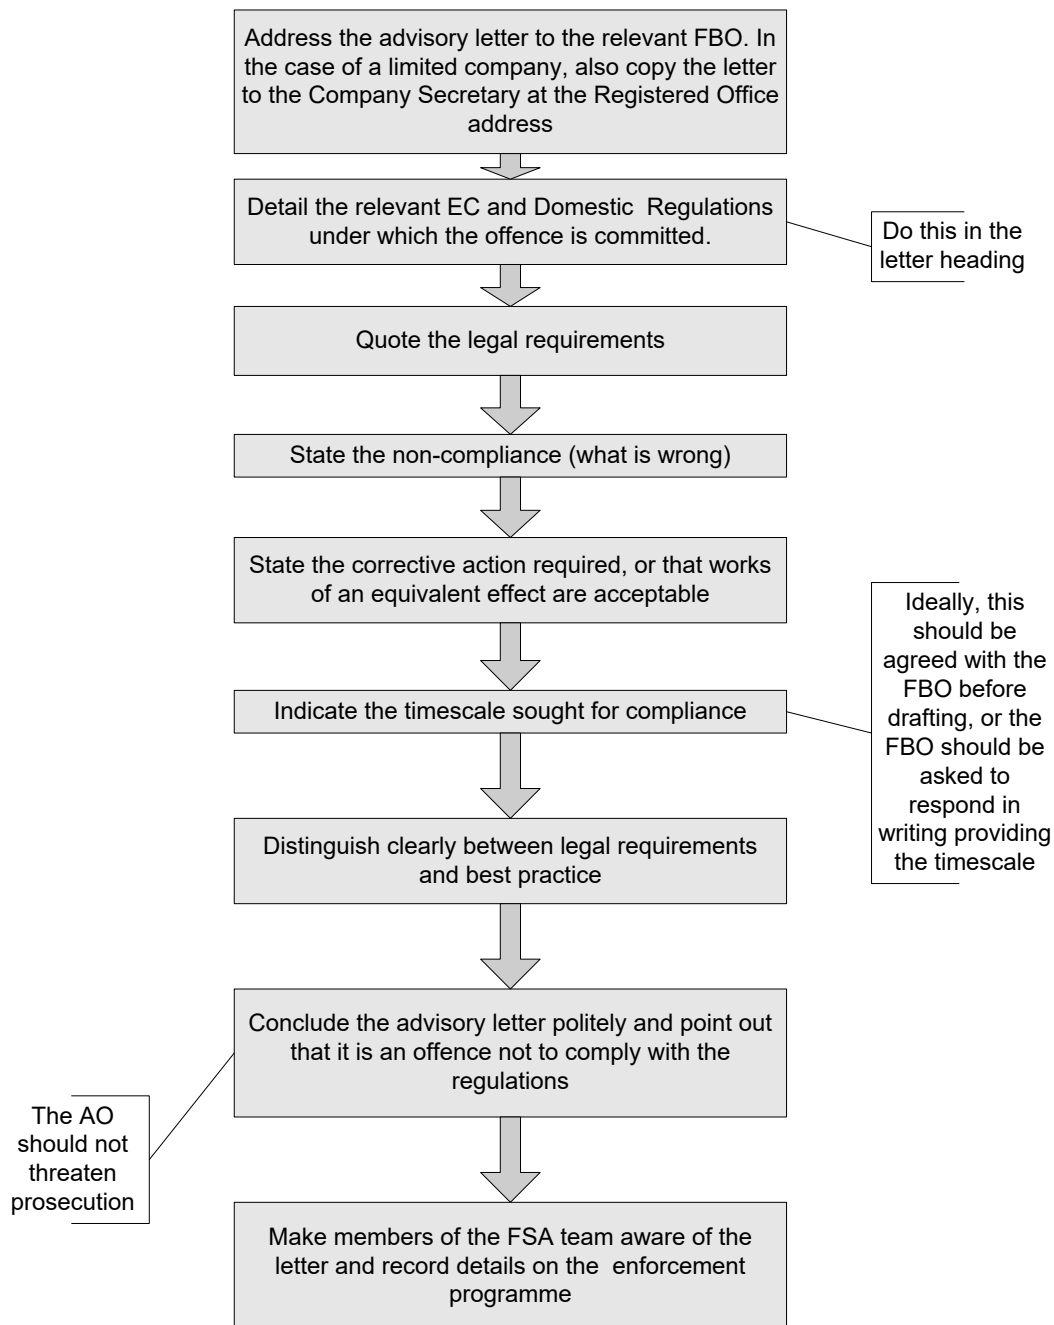 Address the advisory letter to the relevant FBO. In
the case of a limited company, also copy the letter
to the Company Secretary at the Registered Office
address
Detail the relevant EC and Domestic  Regulations
under which the offence is committed.
Do this in the
letter heading
Quote the legal requirements
State the non-compliance (what is wrong)
State the corrective action required, or that works
of an equivalent effect are acceptable
Indicate the timescale sought for compliance
Ideally, this
should be
agreed with the
FBO before
drafting, or the
FBO should be
asked to
respond in
writing providing
the timescale
Distinguish clearly between legal requirements
and best practice
Conclude the advisory letter politely and point out
that it is an offence not to comply with the
regulations
The AO
should not
threaten
prosecution
Make members of the FSA team aware of the
letter and record details on the  enforcement
programme